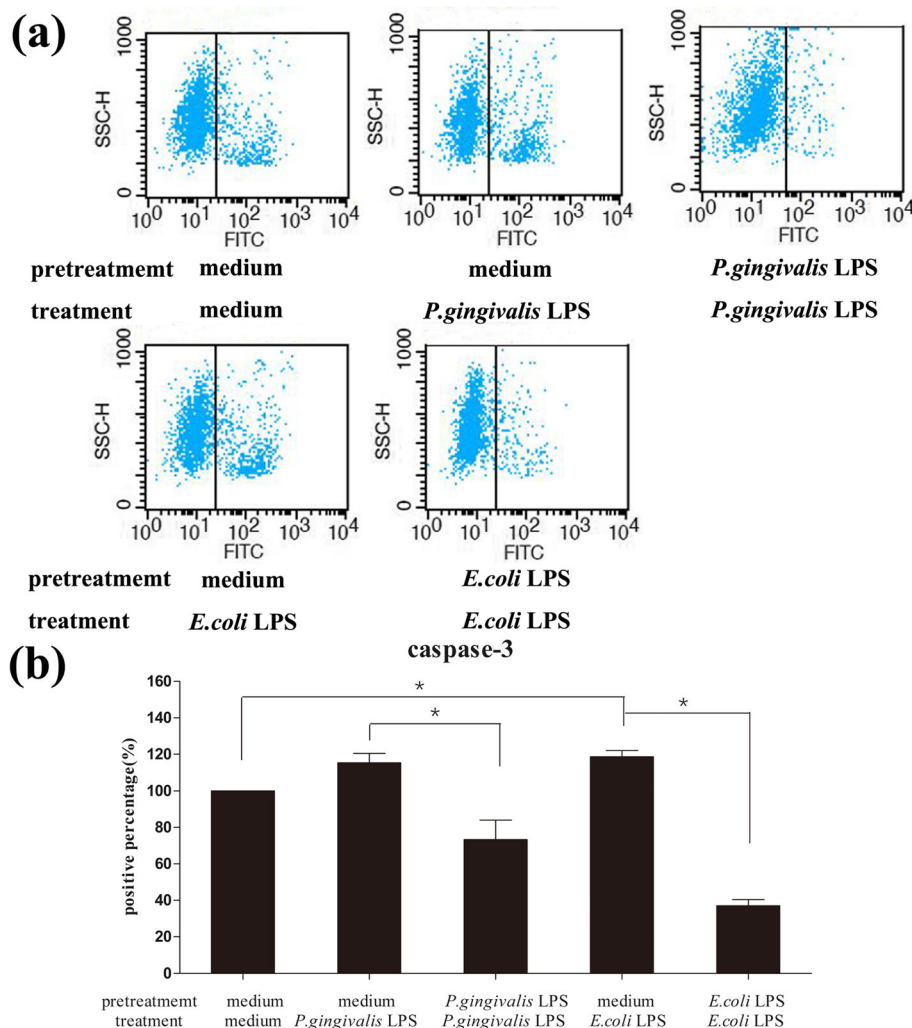 (a)
1000
SSC-H
0
10^0 10^1 10^2 10^3 10^4
FITC
1000
SSC-H
0
10^0 10^1 10^2 10^3 10^4
FITC
1000
SSC-H
0
10^0 10^1 10^2 10^3 10^4
FITC
pretreatmemt medium medium P.gingivalis LPS
treatment medium P.gingivalis LPS P.gingivalis LPS
1000
SSC-H
0
10^0 10^1 10^2 10^3 10^4
FITC
1000
SSC-H
0
10^0 10^1 10^2 10^3 10^4
FITC
pretreatmemt medium E.coli LPS
treatment E.coli LPS E.coli LPS
(b)
caspase-3
positive percentage(%)
160
140
120
100
80
60
40
20
0
*
*
*
pretreatmemt medium medium P.gingivalis LPS medium E.coli LPS
treatment medium P.gingivalis LPS P.gingivalis LPS E.coli LPS E.coli LPS